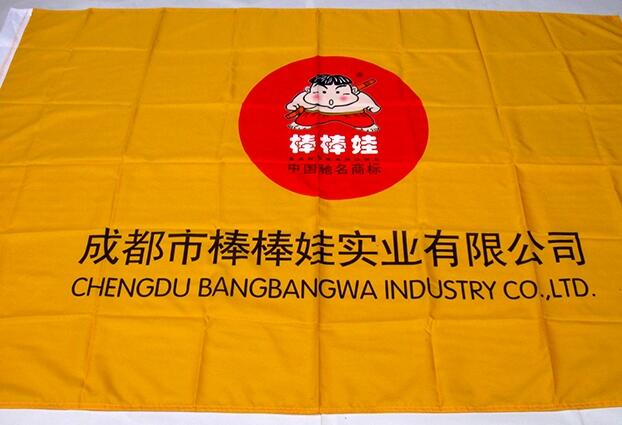 ®
棒棒娃
中国驰名商标
成都市棒棒娃实业有限公司
CHENGDU BANGBANGWA INDUSTRY CO.,LTD.